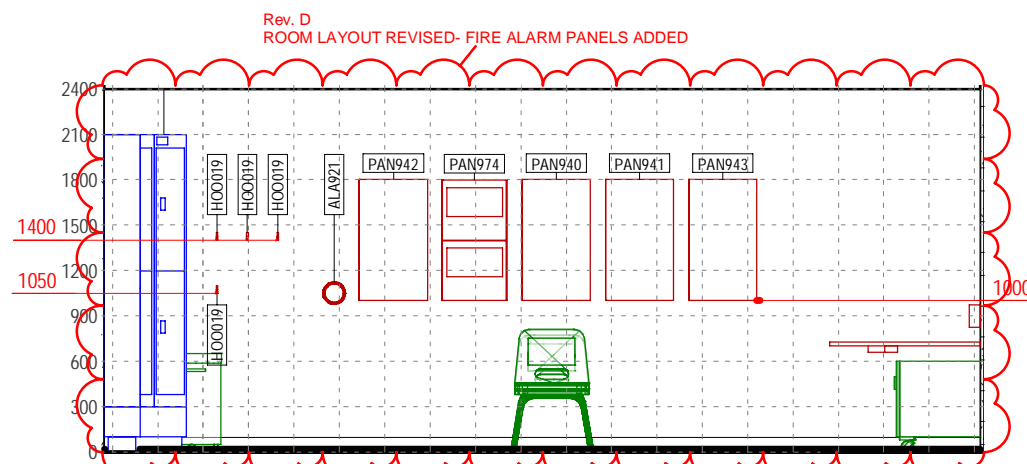 Rev. D
ROOM LAYOUT REVISED- FIRE ALARM PANELS ADDED
2400
2100
1800
1500
1400
1200
1050
900
600
300
0
HOO019
HOO019
HOO019
HOO019
ALA921
PAN942
PAN974
PAN940
PAN941
PAN943
1000